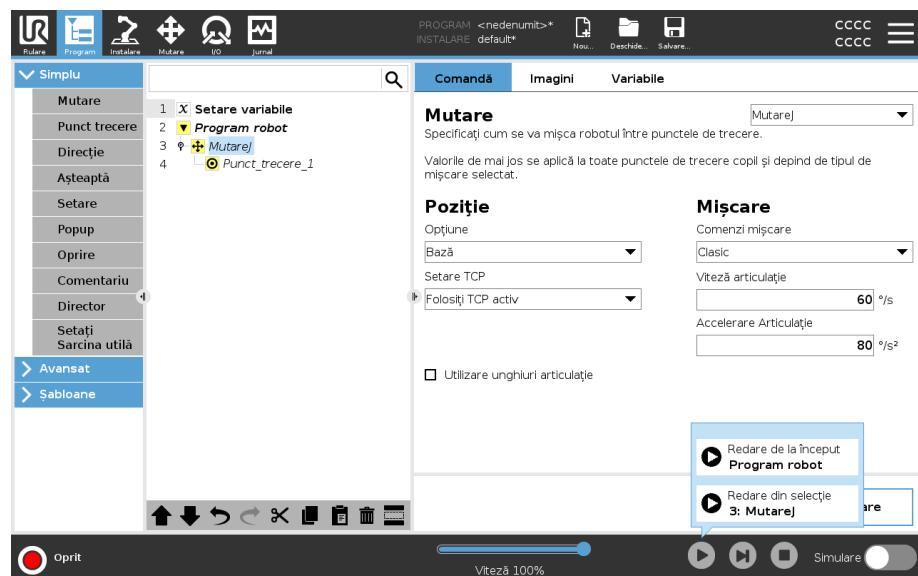 UR
Rulare
Program
Instalare
Mutare
I/O
Jurnal
PROGRAM <nedenumit>*
INSTALARE default*
Nou...
Deschide...
Salvare...
CCCC
CCCC
Simplu
Mutare
Punct trecere
Direcție
Așteaptă
Setare
Popup
Oprire
Comentariu
Director
Setați
Sarcina utilă
Avansat
Șabloane
1 X Setare variabile
2 Program robot
3 MutareJ
4 Punct_trecere_1
Comandă Imagini Variabile
Mutare
MutareJ
Specificați cum se va mișca robotul între punctele de trecere.
Valorile de mai jos se aplică la toate punctele de trecere copil și depind de tipul de
mișcare selectat.
Poziție
Opțiune
Bază
Setare TCP
Folosiți TCP activ
Utilizare unghiuri articulație
Mișcare
Comenzi mișcare
Clasic
Viteză articulație
60 °/s
Accelerare Articulație
80 °/s²
Redare de la început
Program robot
Redare din selecție
3: MutareJ
are
Oprit
Viteză 100%
Simulare